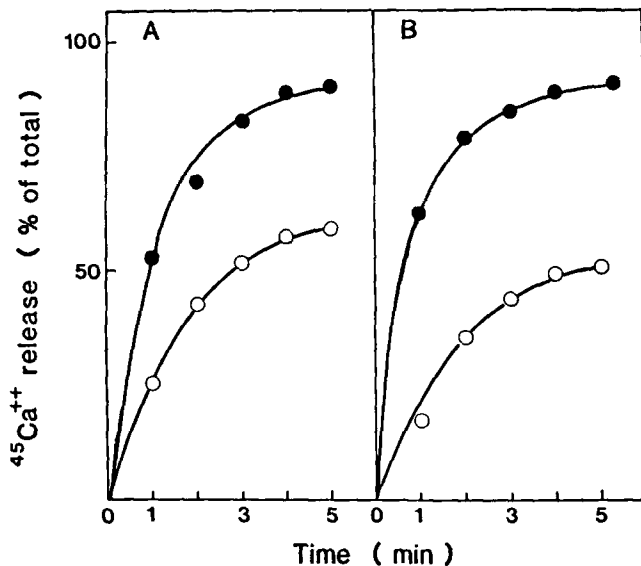 100
A
B
50
⁴⁵Ca⁺⁺ release ( % of total )
0 1 3 5
0 1 3 5
Time ( min )